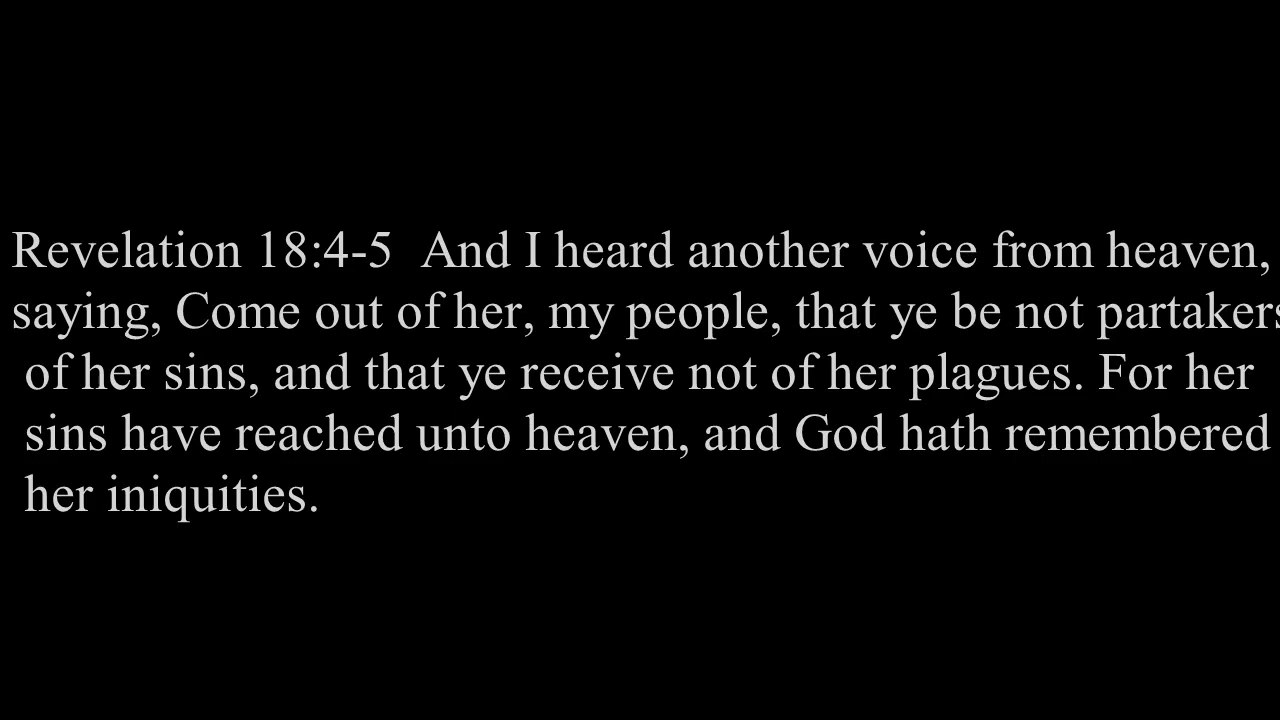 Revelation 18:4-5  And I heard another voice from heaven,
saying, Come out of her, my people, that ye be not partakers
of her sins, and that ye receive not of her plagues. For her
sins have reached unto heaven, and God hath remembered
her iniquities.